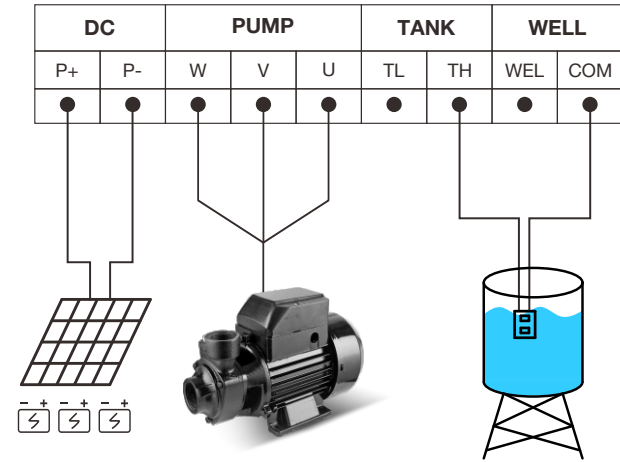 DC PUMP TANK WELL
P+ P- W V U TL TH WEL COM
- + - + - +